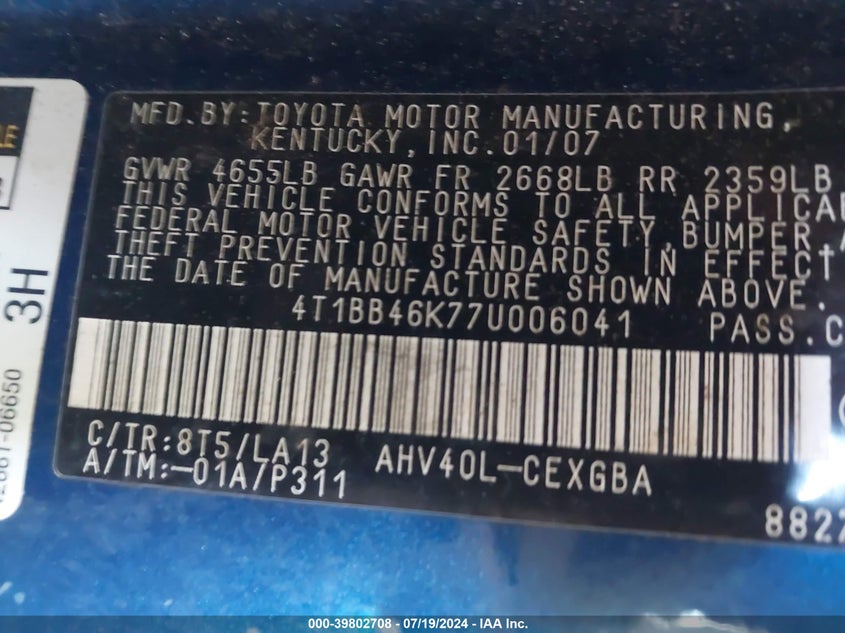 MFD.BY:TOYOTA MOTOR MANUFACTURING,
KENTUCKY, INC. 01/07
GVWR 4655LB GAWR FR 2668LB RR 2359LB
THIS VEHICLE CONFORMS TO ALL APPLICA
FEDERAL MOTOR VEHICLE SAFETY, BUMPER, A
THEFT PREVENTION STANDARDS IN EFFECT
THE DATE OF MANUFACTURE SHOWN ABOVE.
4T1BB46K77U006041 PASS.C
C/TR:8T5/LA13 AHV40L-CEXGBA
A/TM:-01A/P311
8827
3H
000-39802708 - 07/19/2024 - IAA Inc.